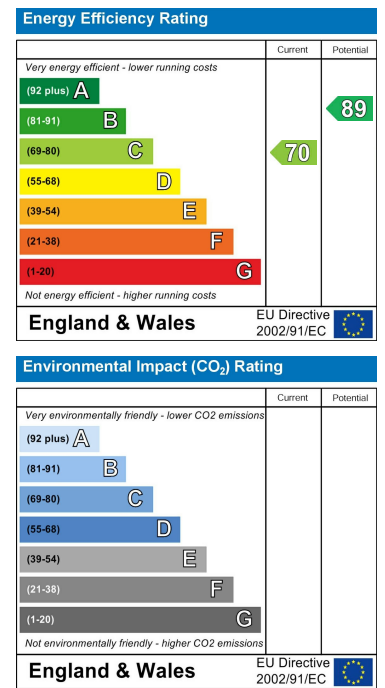 Energy Efficiency Rating
Current Potential
Very energy efficient - lower running costs
(92 plus) A
(81-91) B
(69-80) C
(55-68) D
(39-54) E
(21-38) F
(1-20) G
89
70
Not energy efficient - higher running costs
England & Wales
EU Directive
2002/91/EC
Environmental Impact (CO₂) Rating
Current Potential
Very environmentally friendly - lower CO2 emissions
(92 plus) A
(81-91) B
(69-80) C
(55-68) D
(39-54) E
(21-38) F
(1-20) G
Not environmentally friendly - higher CO2 emissions
England & Wales
EU Directive
2002/91/EC